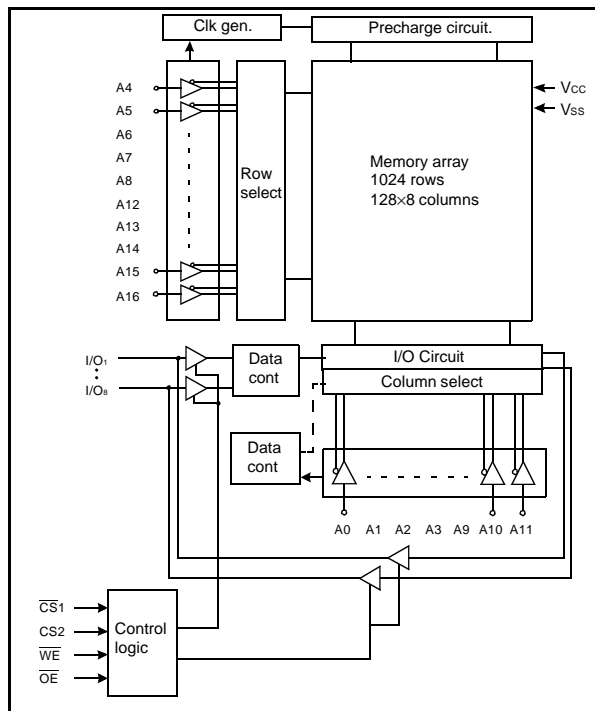 Clk gen.
Precharge circuit.
A4
A5
A6
A7
A8
A12
A13
A14
A15
A16
Row
select
Memory array
1024 rows
128×8 columns
VCC
VSS
I/O1
I/O8
Data
cont
I/O Circuit
Column select
Data
cont
A0 A1 A2 A3 A9 A10 A11
CS1
CS2
WE
OE
Control
logic